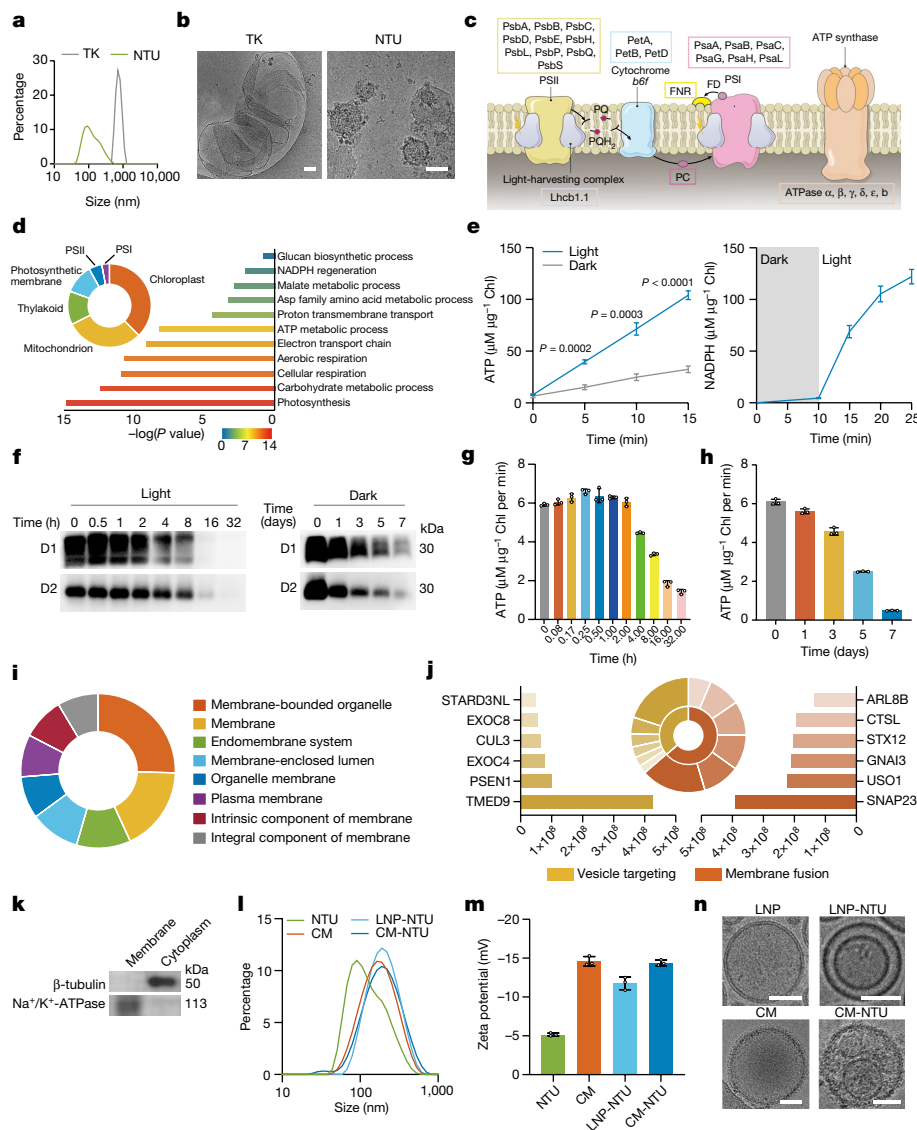 a
TK NTU
Percentage
30
20
10
0
10 100 1,000 10,000
Size (nm)
b
TK NTU
c
PsbA, PsbB, PsbC,
PsbD, PsbE, PsbH,
PsbL, PsbP, PsbQ,
PsbS
PSII
PetA,
PetB, PetD
Cytochrome
b6f
PsaA, PsaB, PsaC,
PsaG, PsaH, PsaL
PSI
FD
FNR
ATP synthase
PQ
PQH2
Light-harvesting complex
Lhcb1.1
PC
ATPase α, β, γ, δ, ε, b
d
PSII PSI
Photosynthetic
membrane
Chloroplast
Thylakoid
Mitochondrion
Glucan biosynthetic process
NADPH regeneration
Malate metabolic process
Asp family amino acid metabolic process
Proton transmembrane transport
ATP metabolic process
Electron transport chain
Aerobic respiration
Cellular respiration
Carbohydrate metabolic process
Photosynthesis
15 10 5 0
−log(P value)
0 7 14
e
ATP (μM μg−1 Chl)
150
100
50
0
Light
Dark
P = 0.0002
P = 0.0003
P < 0.0001
0 5 10 15
Time (min)
NADPH (μM μg−1 Chl)
150
100
50
0
Dark Light
0 5 10 15 20 25
Time (min)
f
Light
Time (h) 0 0.5 1 2 4 8 16 32
D1
D2
Dark
Time
(days) 0 1 3 5 7 kDa
D1 30
D2 30
g
ATP (μM μg−1 Chl per min)
8
6
4
2
0
0 0.08 0.17 0.25 0.50 1.00 2.00 4.00 8.00 16.00 32.00
Time (h)
h
ATP (μM μg−1 Chl per min)
8
6
4
2
0
0 1 3 5 7
Time (days)
i
Membrane-bounded organelle
Membrane
Endomembrane system
Membrane-enclosed lumen
Organelle membrane
Plasma membrane
Intrinsic component of membrane
Integral component of membrane
j
STARD3NL
EXOC8
CUL3
EXOC4
PSEN1
TMED9
0 1×10⁸ 2×10⁸ 3×10⁸ 4×10⁸ 5×10⁸
ARL8B
CTSL
STX12
GNAI3
USO1
SNAP23
5×10⁸ 4×10⁸ 3×10⁸ 2×10⁸ 1×10⁸ 0
Vesicle targeting Membrane fusion
k
Membrane Cytoplasm
kDa
β-tubulin 50
Na+/K+-ATPase 113
l
Percentage
15
10
5
0
NTU LNP-NTU
CM CM-NTU
10 100 1,000
Size (nm)
m
Zeta potential (mV)
−20
−15
−10
−5
0
NTU CM LNP-NTU CM-NTU
n
LNP LNP-NTU
CM CM-NTU